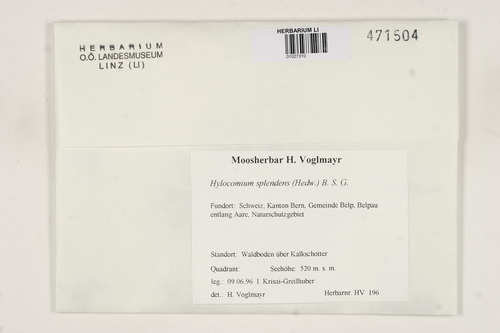 HERBARIUM
O.Ö. LANDESMUSEUM
LINZ (LI)
HERBARIUM LI
01027310
471504
Moosherbar H. Voglmayr
Hylocomium splendens (Hedw.) B. S. G.
Fundort: Schweiz, Kanton Bern, Gemeinde Belp, Belpau
entlang Aare, Naturschutzgebiet
Standort: Waldboden über Kalkschotter
Quadrant: Seehöhe: 520 m. s. m.
leg.: 09.06.96 I. Krisai-Greilhuber
det.: H. Voglmayr Herbarnr. HV 196